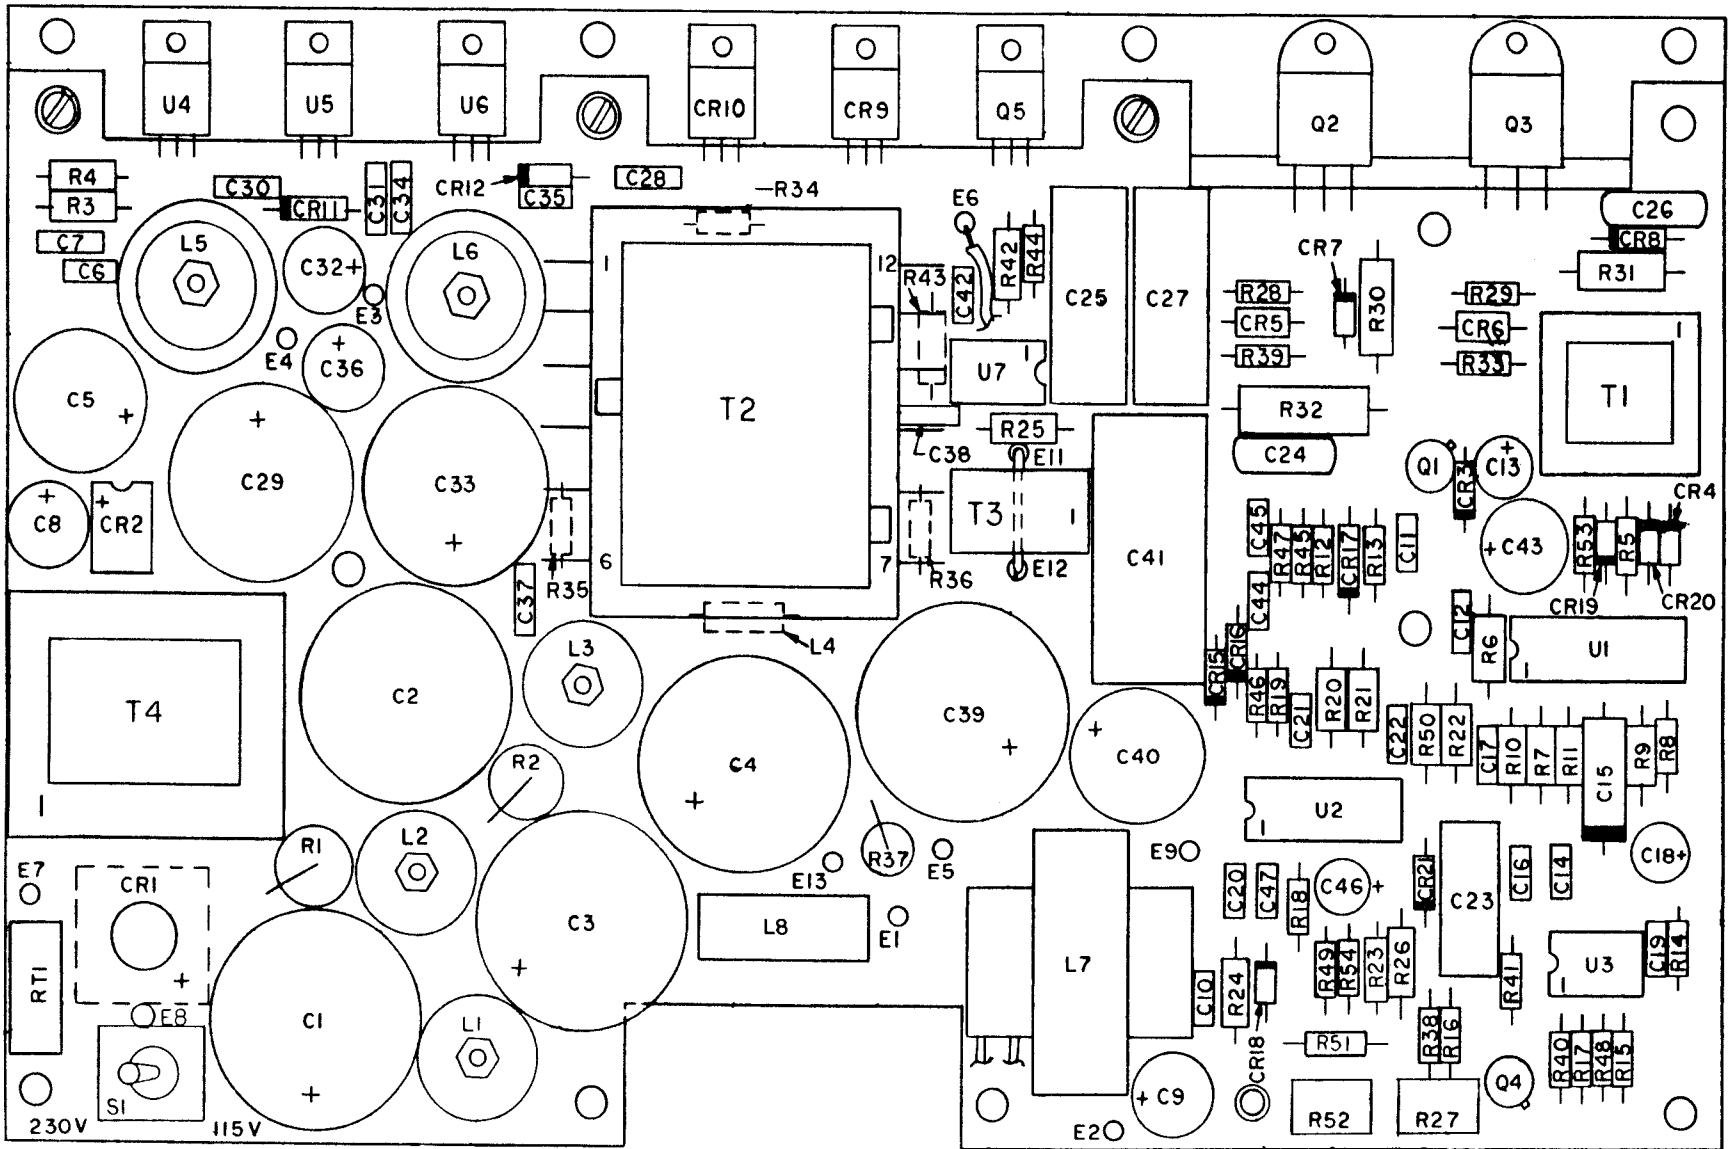 U4
U5
U6
CR10
CR9
Q5
Q2
Q3
R4
R3
C30
CR11
C31
C34
CR12
C35
C28
R34
E6
C26
CR8
R31
C7
C6
L5
C32+
E3
L6
1
12
R43
C42
R42
R44
C25
C27
CR7
R28
CR5
R39
R30
R29
CR6
R33
1
T1
E4
+
C36
C5
+
+
C29
C33
+
T2
U7
1
R25
C38
E11
R32
C24
Q1
CR3
+
C13
CR4
+
C8
+
CR2
6
7
R35
R36
C37
T3
1
E12
C41
C45
R47
R45
R12
CR17
R13
C11
+C43
R53
R5
CR19
CR20
C44
CR16
CR15
C12
R6
U1
1
L4
L3
C2
T4
1
R46
R19
C21
R20
R21
C22
R50
R22
C17
R10
R7
R11
C15
R9
R8
C39
+
+
C40
R2
C4
+
U2
1
R1
L2
R37
E5
E13
E9
C18+
E7
CR1
+
C3
+
L8
E1
L7
C20
C47
R18
C46+
CR21
C23
C16
C14
RT1
C1
+
L1
C10
R24
CR18
R49
R54
R23
R26
R41
U3
1
C19
R14
E8
S1
230V
115V
R51
R38
R16
Q4
R40
R17
R48
R15
+C9
E2
R52
R27